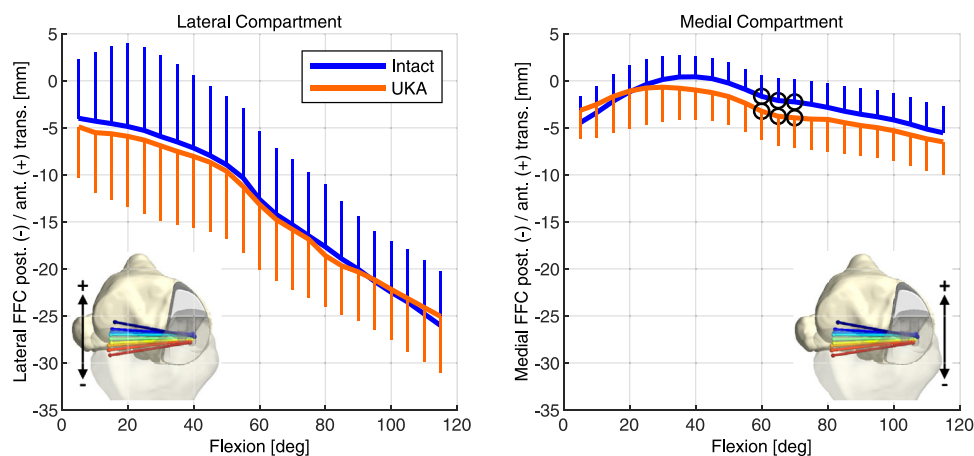 Lateral Compartment
Lateral FFC post. (-) / ant. (+) trans. [mm]
5
0
-5
-10
-15
-20
-25
-30
-35
0 20 40 60 80 100 120
Flexion [deg]
Intact
UKA
+
-
Medial Compartment
Medial FFC post. (-) / ant. (+) trans. [mm]
5
0
-5
-10
-15
-20
-25
-30
-35
0 20 40 60 80 100 120
Flexion [deg]
+
-